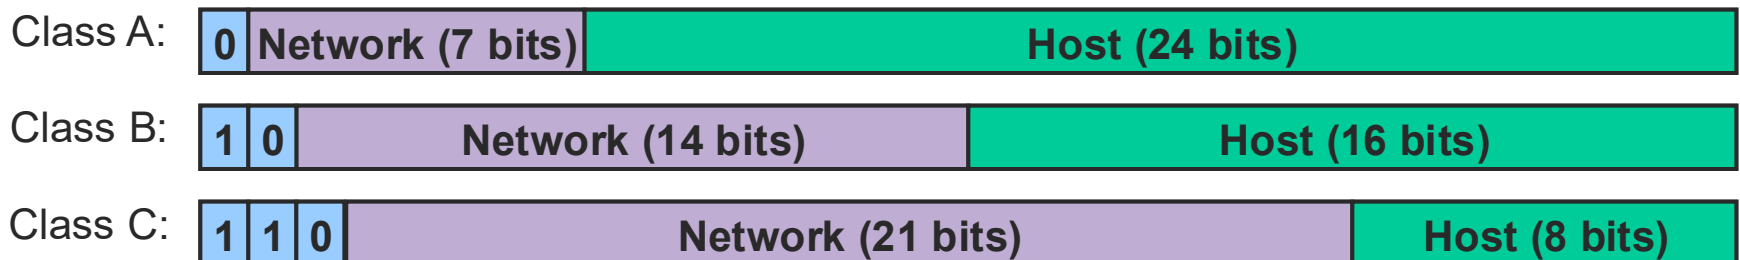 Class A: 0 Network (7 bits) Host (24 bits)
Class B: 1 0 Network (14 bits) Host (16 bits)
Class C: 1 1 0 Network (21 bits) Host (8 bits)